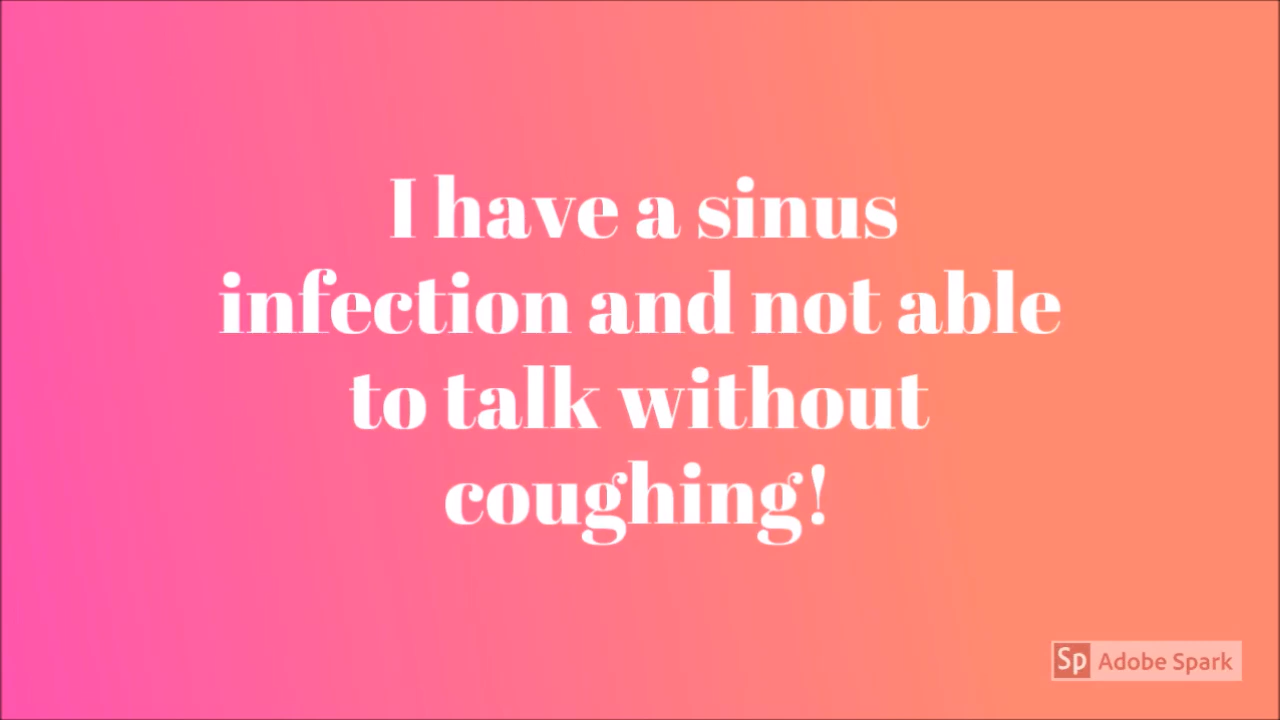 I have a sinus
infection and not able
to talk without
coughing!
Sp Adobe Spark